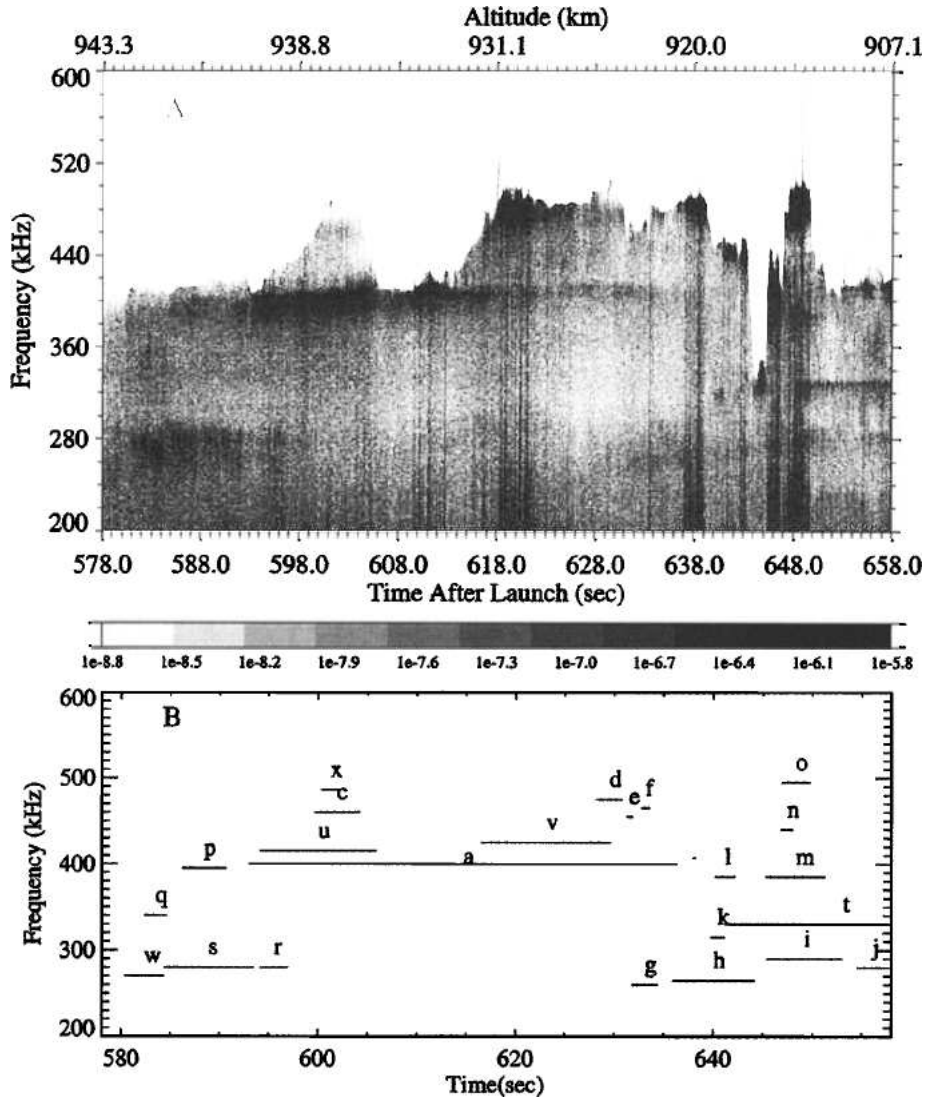 Altitude (km)
943.3 938.8 931.1 920.0 907.1
600
A
520
440
360
280
200
Frequency (kHz)
578.0 588.0 598.0 608.0 618.0 628.0 638.0 648.0 658.0
Time After Launch (sec)
1e-8.8 1e-8.5 1e-8.2 1e-7.9 1e-7.6 1e-7.3 1e-7.0 1e-6.7 1e-6.4 1e-6.1 1e-5.8
600
B
500
400
300
200
Frequency (kHz)
x o
c d e f
n
u v
p a l m
q k t
w s r g h i j
580 600 620 640
Time(sec)